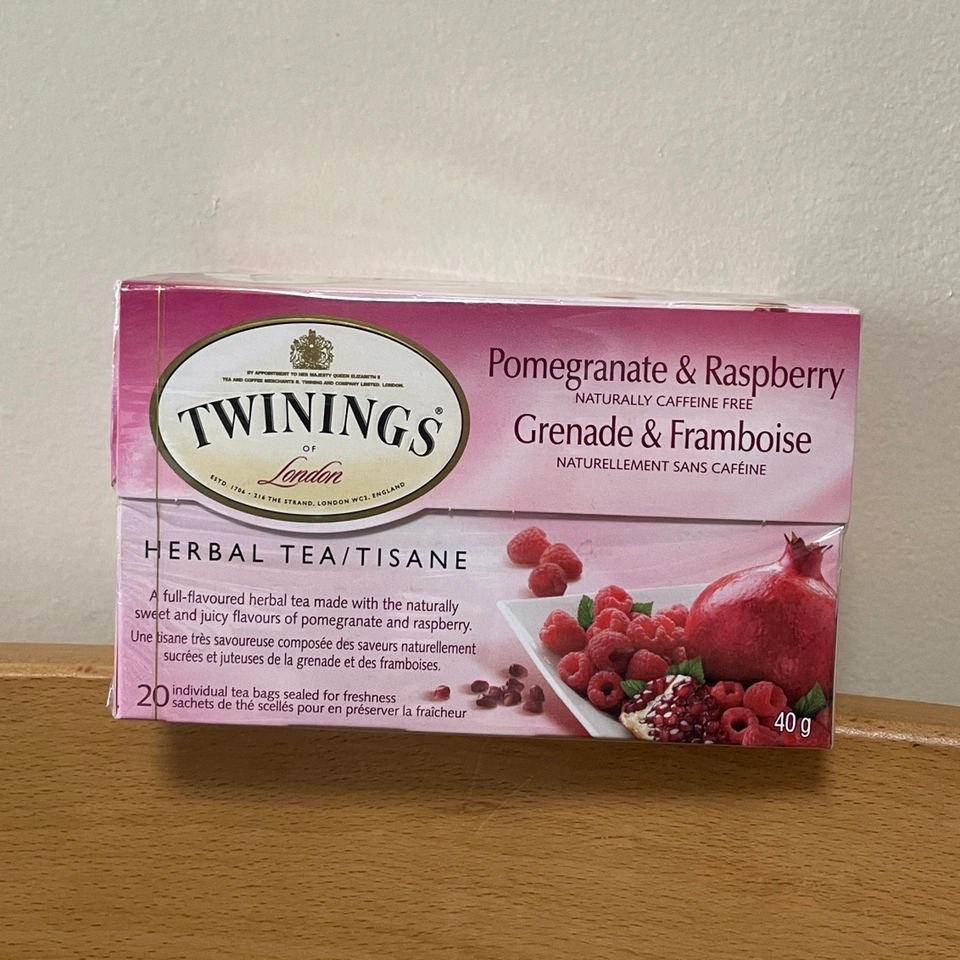 BY APPOINTMENT TO HER MAJESTY QUEEN ELIZABETH II
TEA AND COFFEE MERCHANTS R. TWINING AND COMPANY LIMITED, LONDON.
TWININGS®
OF
London
ESTD. 1706 - 216 THE STRAND, LONDON WC2, ENGLAND
Pomegranate & Raspberry
NATURALLY CAFFEINE FREE
Grenade & Framboise
NATURELLEMENT SANS CAFÉINE
HERBAL TEA/TISANE
A full-flavoured herbal tea made with the naturally
sweet and juicy flavours of pomegranate and raspberry.
Une tisane très savoureuse composée des saveurs naturellement
sucrées et juteuses de la grenade et des framboises.
20 individual tea bags sealed for freshness
sachets de thé scellés pour en préserver la fraîcheur
40 g